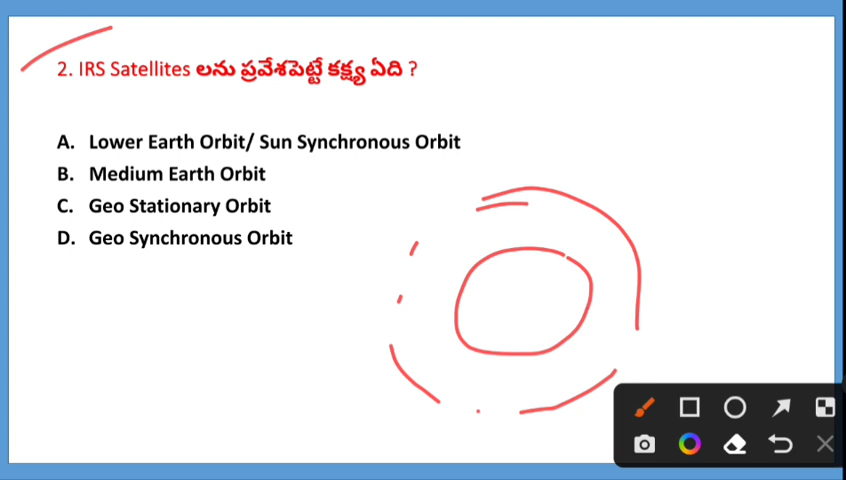 2. IRS Satellites లను ప్రవేశపెట్టే కక్ష్య ఏది ?
A. Lower Earth Orbit/ Sun Synchronous Orbit
B. Medium Earth Orbit
C. Geo Stationary Orbit
D. Geo Synchronous Orbit